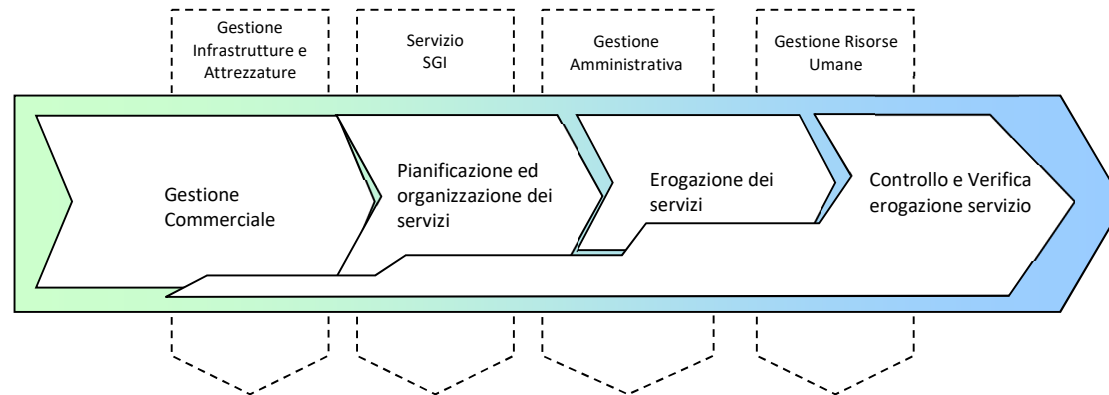 Gestione
Infrastrutture e
Attrezzature
Servizio
SGI
Gestione
Amministrativa
Gestione Risorse
Umane
Gestione
Commerciale
Pianificazione ed
organizzazione dei
servizi
Erogazione dei
servizi
Controllo e Verifica
erogazione servizio